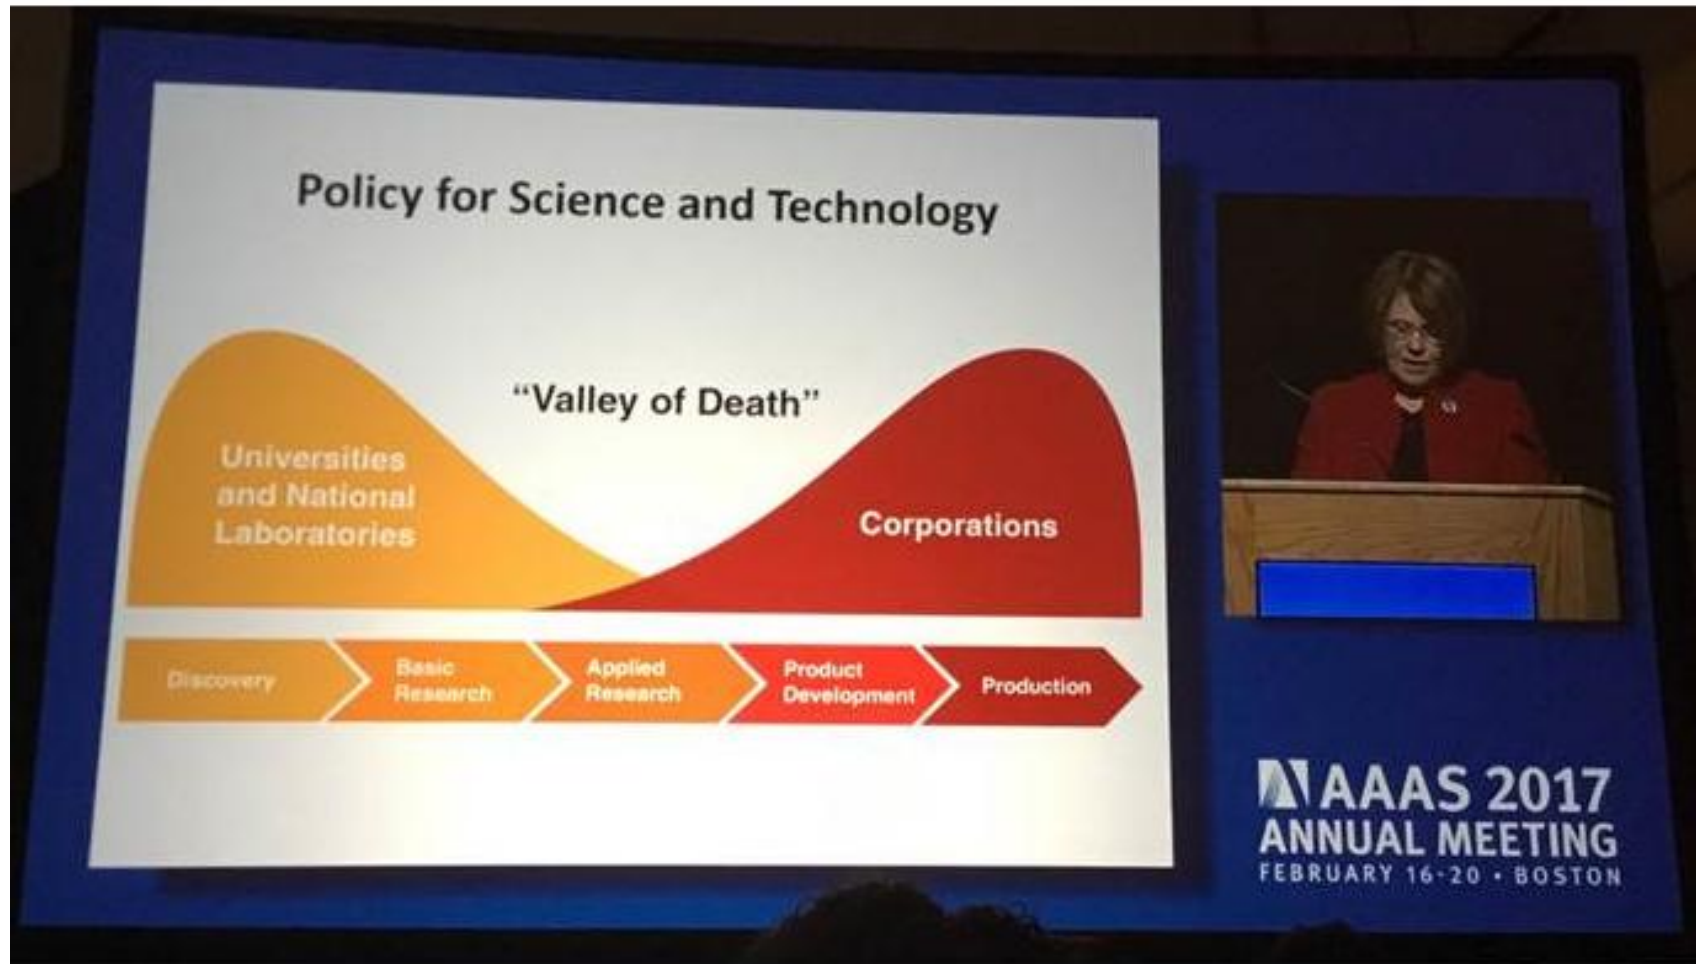 Policy for Science and Technology
“Valley of Death”
Universities
and National
Laboratories
Corporations
Discovery
Basic
Research
Applied
Research
Product
Development
Production
AAAS 2017
ANNUAL MEETING
FEBRUARY 16-20 • BOSTON